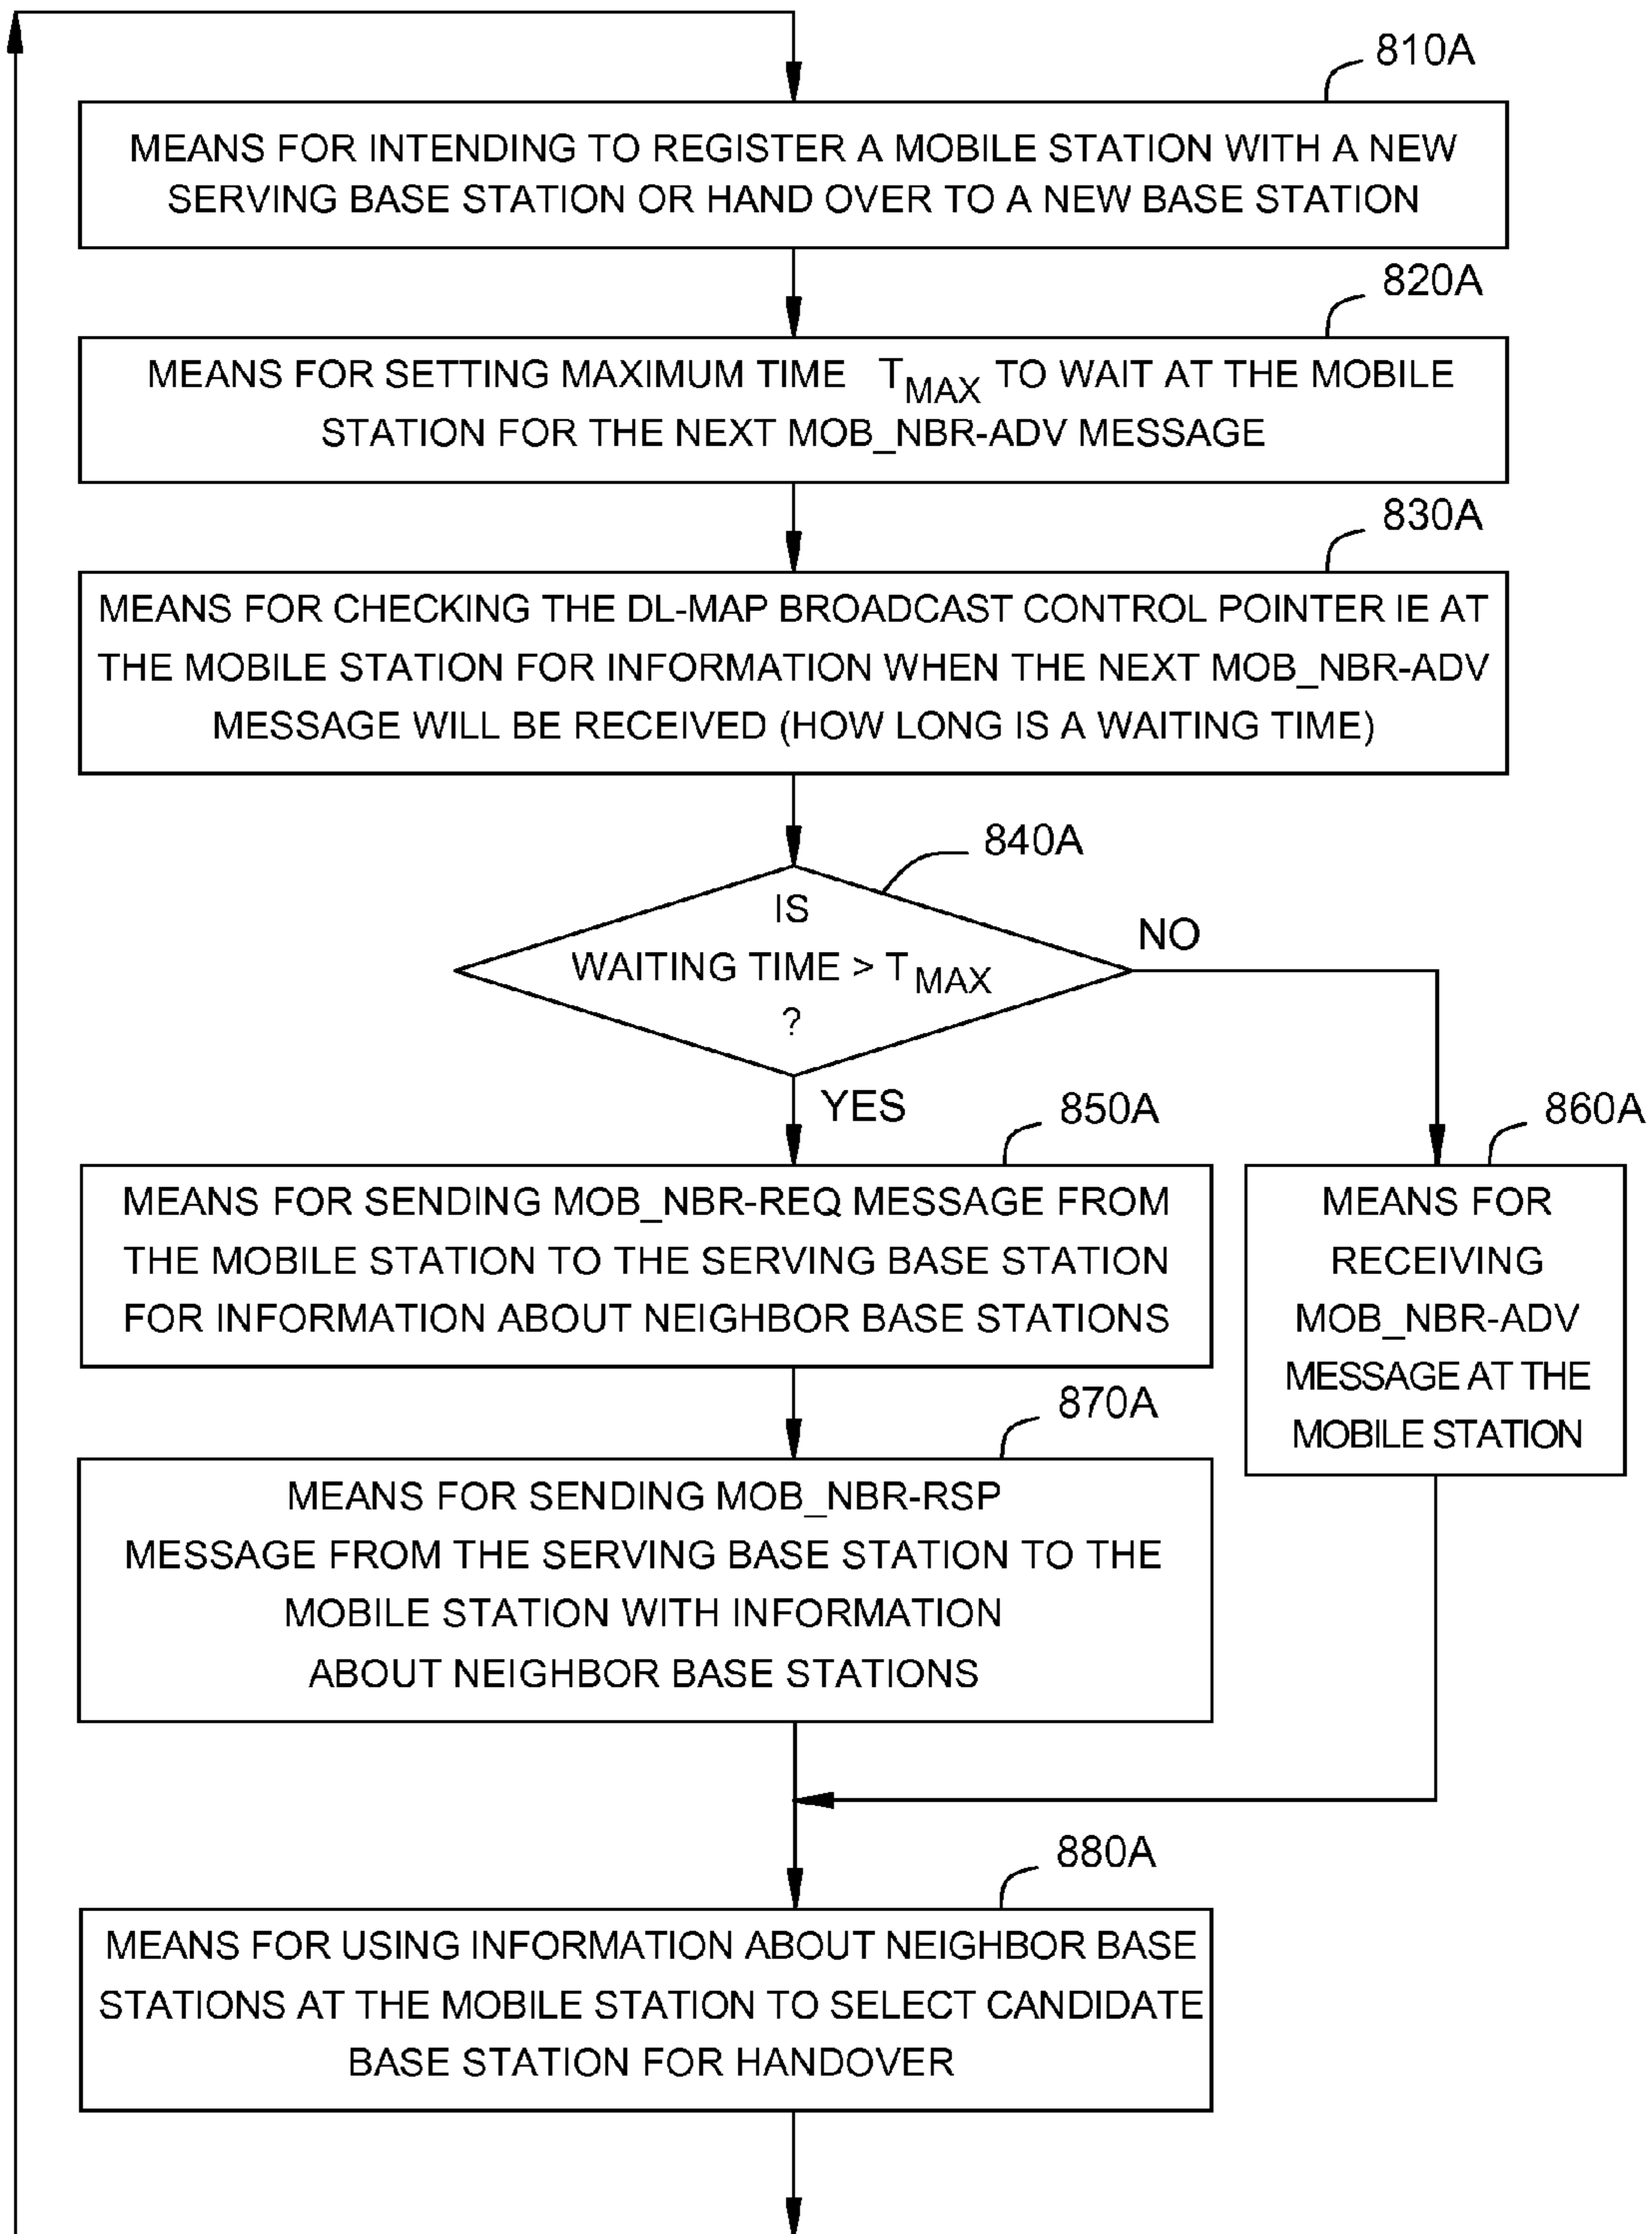 810A
MEANS FOR INTENDING TO REGISTER A MOBILE STATION WITH A NEW
SERVING BASE STATION OR HAND OVER TO A NEW BASE STATION
820A
MEANS FOR SETTING MAXIMUM TIME TMAX TO WAIT AT THE MOBILE
STATION FOR THE NEXT MOB_NBR-ADV MESSAGE
830A
MEANS FOR CHECKING THE DL-MAP BROADCAST CONTROL POINTER IE AT
THE MOBILE STATION FOR INFORMATION WHEN THE NEXT MOB_NBR-ADV
MESSAGE WILL BE RECEIVED (HOW LONG IS A WAITING TIME)
840A
IS
WAITING TIME > TMAX
?
NO
YES
850A
MEANS FOR SENDING MOB_NBR-REQ MESSAGE FROM
THE MOBILE STATION TO THE SERVING BASE STATION
FOR INFORMATION ABOUT NEIGHBOR BASE STATIONS
860A
MEANS FOR
RECEIVING
MOB_NBR-ADV
MESSAGE AT THE
MOBILE STATION
870A
MEANS FOR SENDING MOB_NBR-RSP
MESSAGE FROM THE SERVING BASE STATION TO THE
MOBILE STATION WITH INFORMATION
ABOUT NEIGHBOR BASE STATIONS
880A
MEANS FOR USING INFORMATION ABOUT NEIGHBOR BASE
STATIONS AT THE MOBILE STATION TO SELECT CANDIDATE
BASE STATION FOR HANDOVER